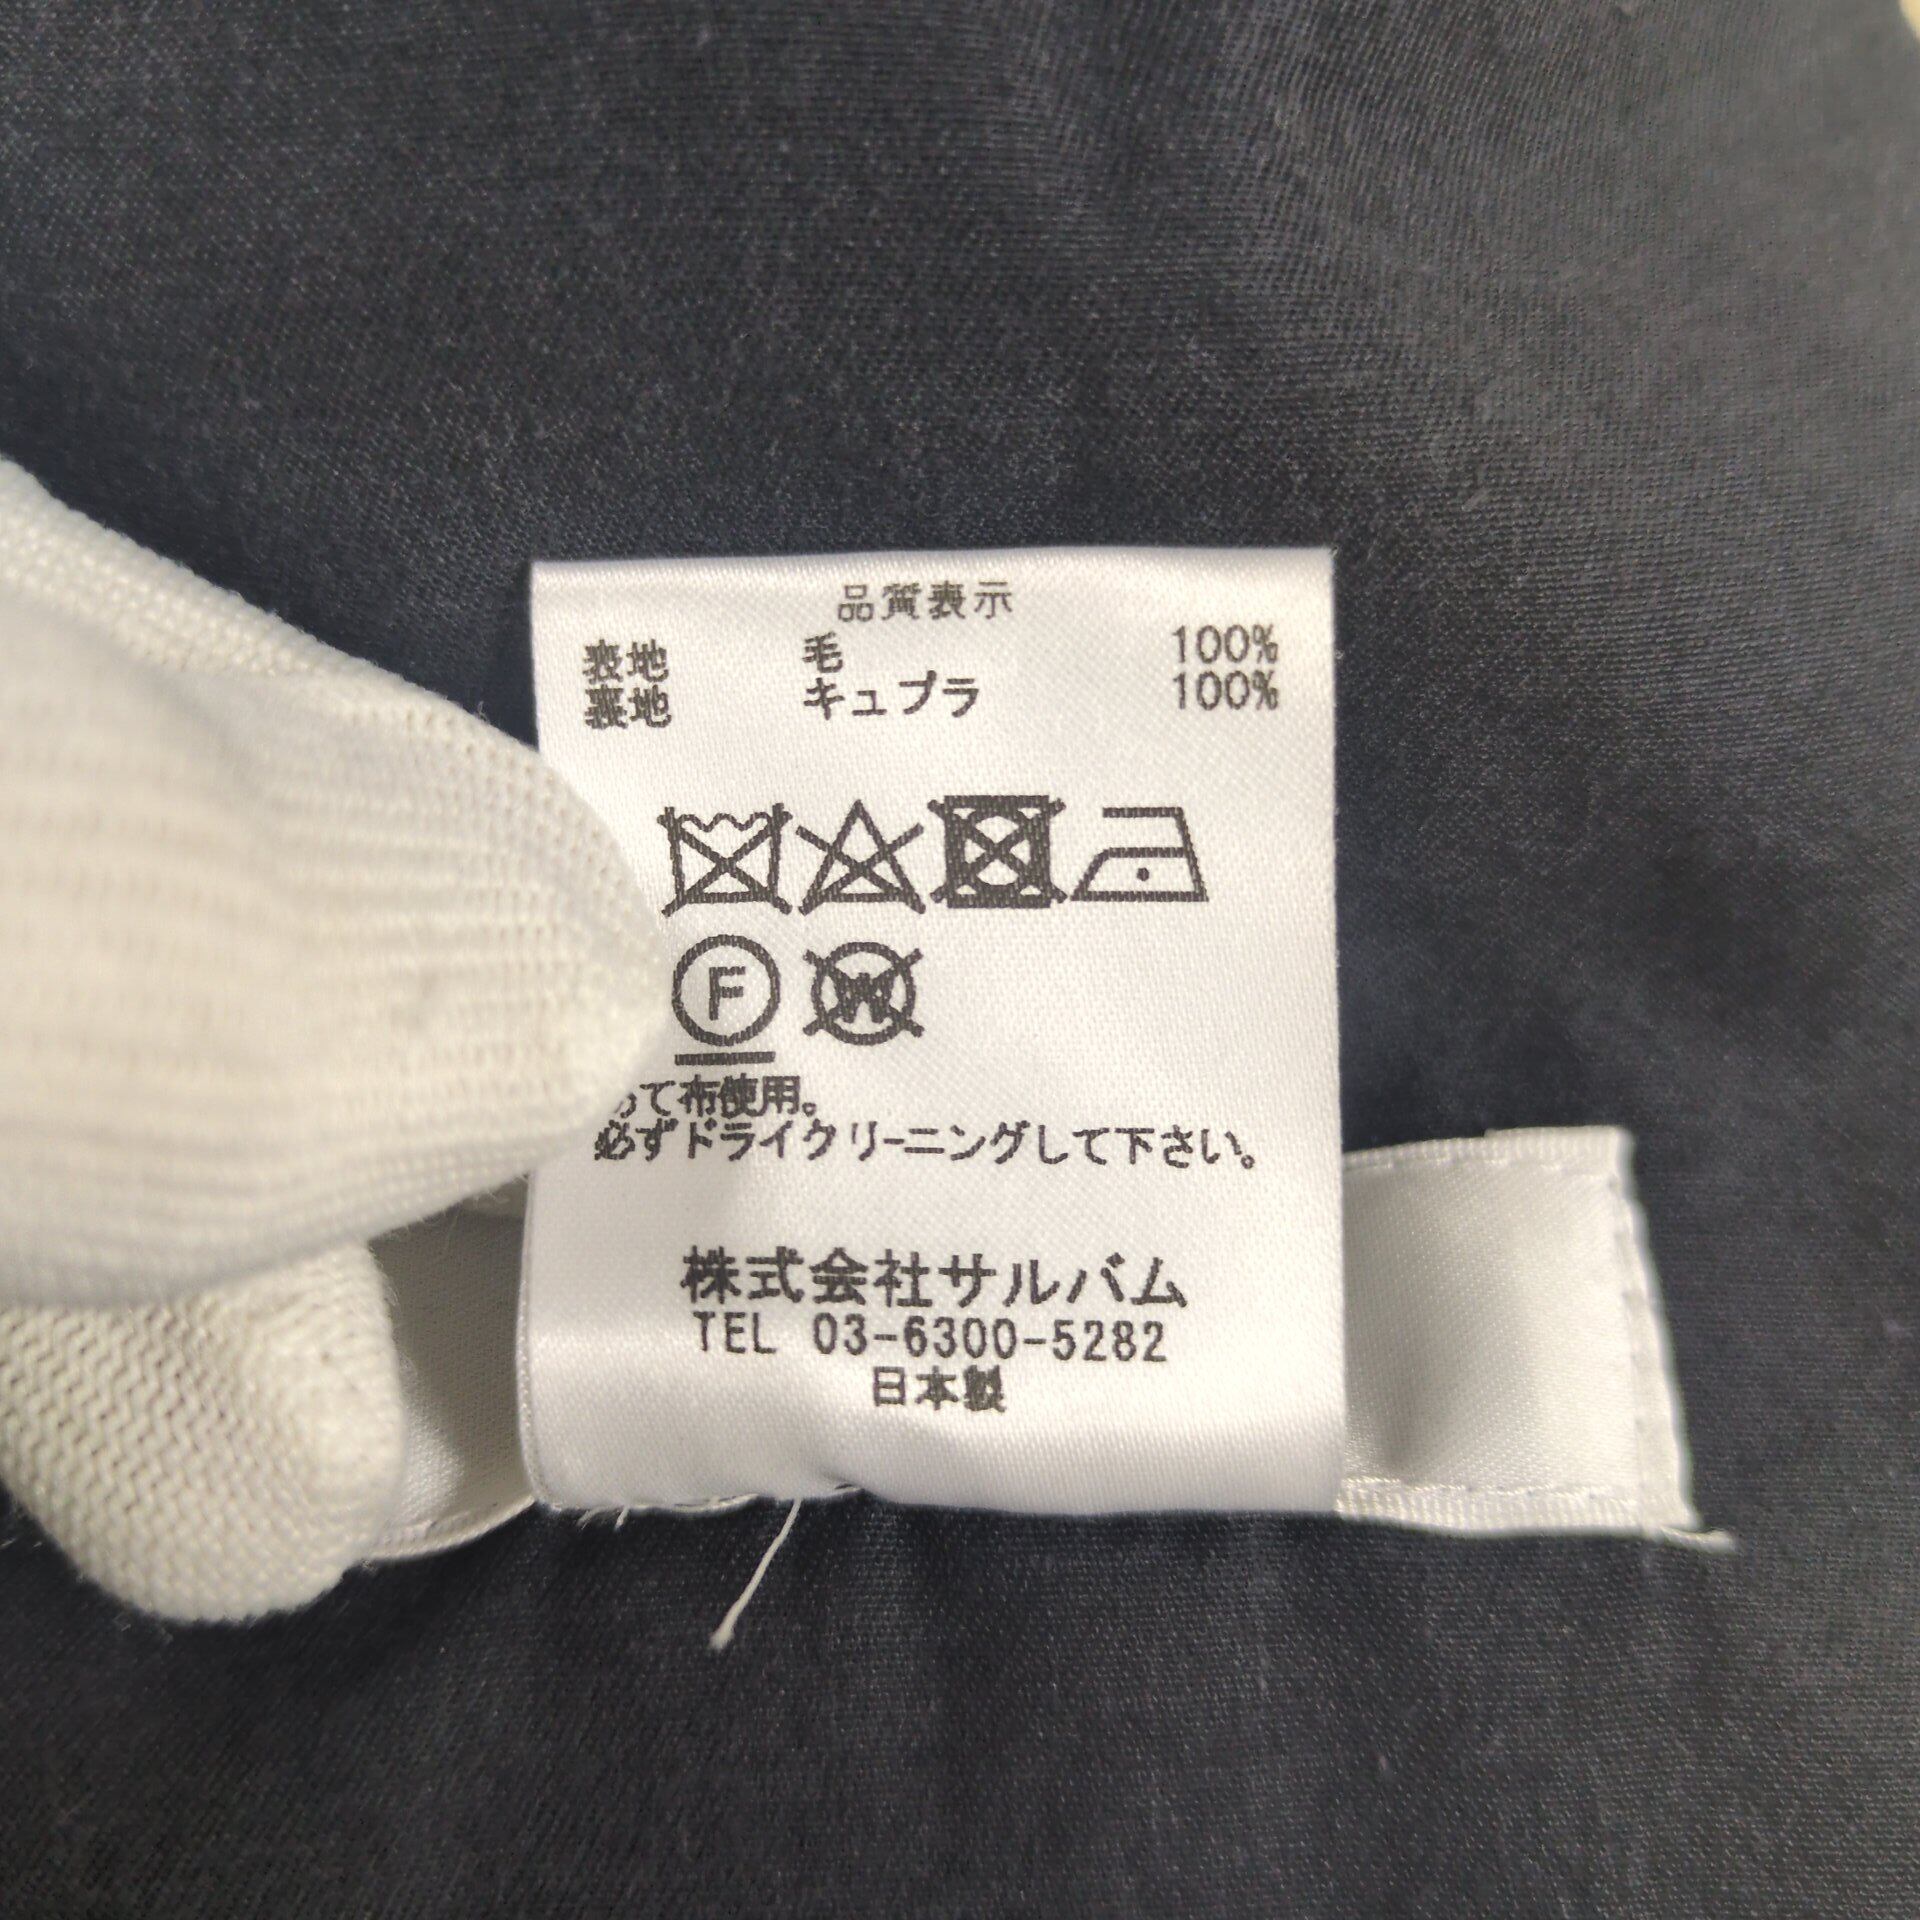 品質表示
表地 毛 100%
裏地 キュプラ 100%
F
W
て布使用。
必ずドライクリーニングして下さい。
株式会社サルバム
TEL 03-6300-5282
日本製